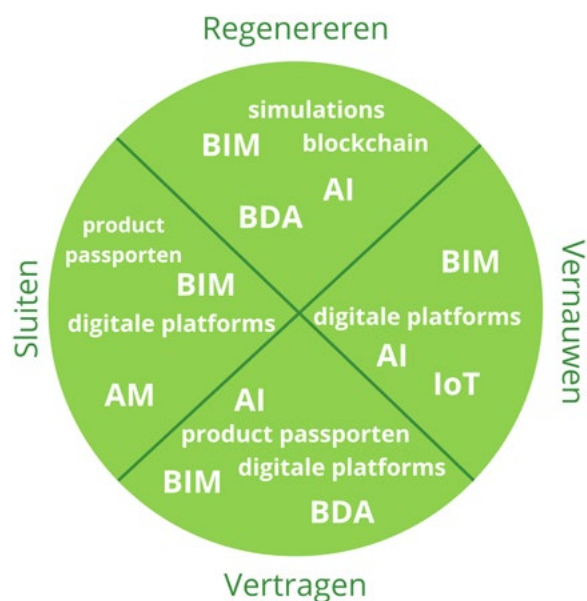 Regenereren
simulations
BIM
blockchain
AI
BDA
product
passporten
BIM
digitale platforms
AM
Sluiten
BIM
digitale platforms
AI
IoT
Vernauwen
AI
product passporten
digitale platforms
BIM
BDA
Vertragen